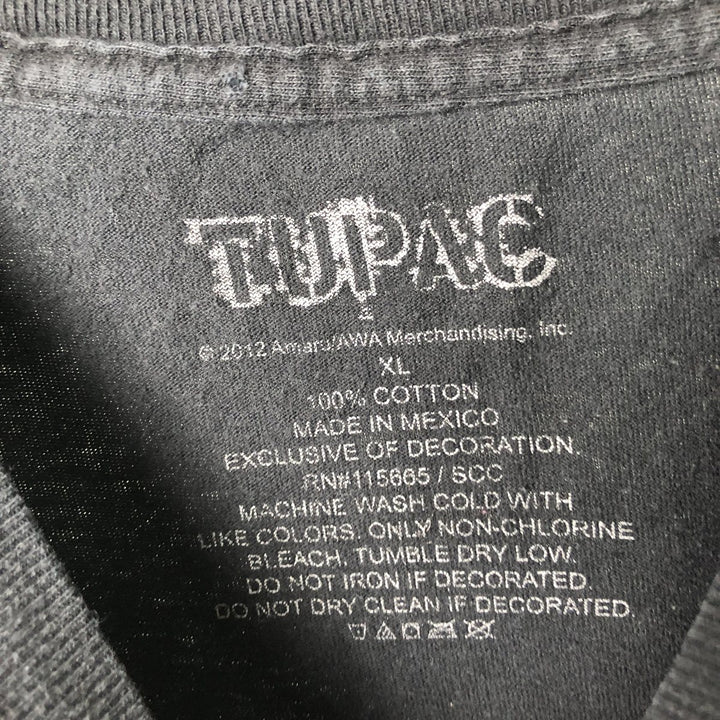 TUPAC
© 2012 Amaru/AWA Merchandising, Inc.
XL
100% COTTON
MADE IN MEXICO
EXCLUSIVE OF DECORATION.
RN#115665 / SCC
MACHINE WASH COLD WITH
LIKE COLORS. ONLY NON-CHLORINE
BLEACH. TUMBLE DRY LOW.
DO NOT IRON IF DECORATED.
DO NOT DRY CLEAN IF DECORATED.